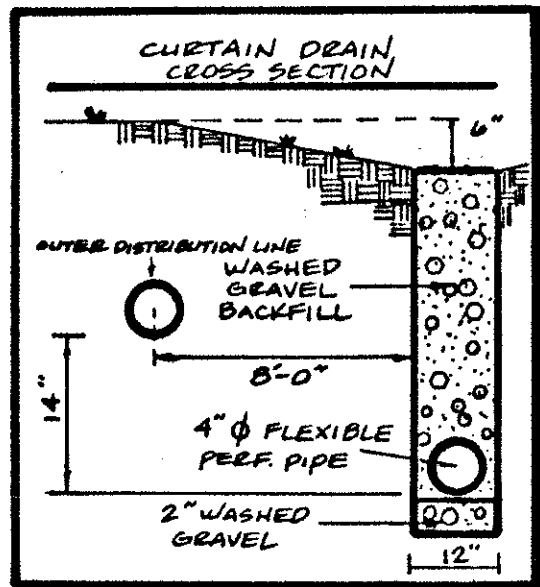 CURTAIN DRAIN
CROSS SECTION
6"
OUTER DISTRIBUTION LINE
WASHED
GRAVEL
BACKFILL
8'-0"
14"
4" Ø FLEXIBLE
PERF. PIPE
2" WASHED
GRAVEL
12"